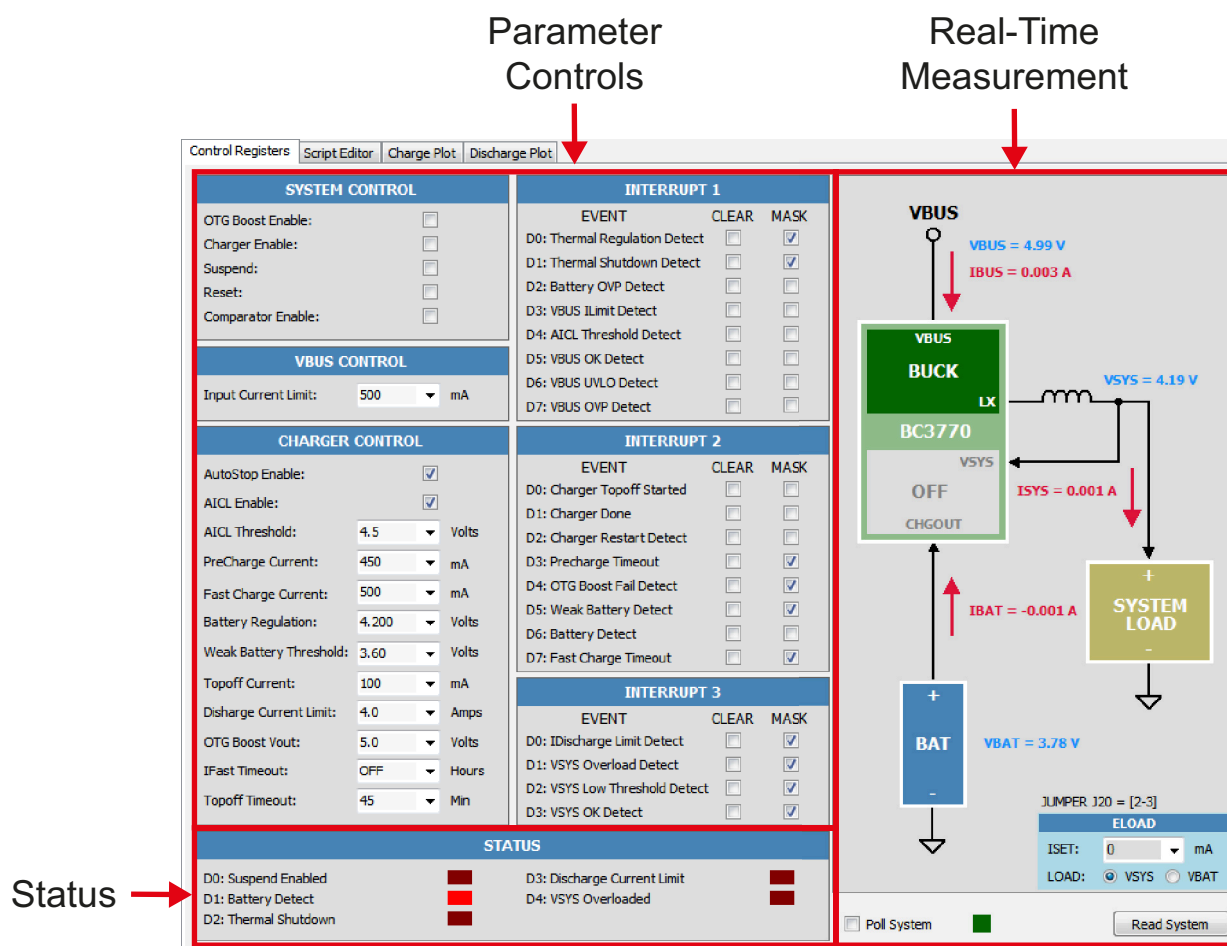 Parameter
Controls
Real-Time
Measurement
Control Registers
Script Editor
Charge Plot
Discharge Plot
SYSTEM CONTROL
OTG Boost Enable:
Charger Enable:
Suspend:
Reset:
Comparator Enable:
VBUS CONTROL
Input Current Limit: 500 mA
CHARGER CONTROL
AutoStop Enable:
AICL Enable:
AICL Threshold: 4.5 Volts
PreCharge Current: 450 mA
Fast Charge Current: 500 mA
Battery Regulation: 4.200 Volts
Weak Battery Threshold: 3.60 Volts
Topoff Current: 100 mA
Disharge Current Limit: 4.0 Amps
OTG Boost Vout: 5.0 Volts
IFast Timeout: OFF Hours
Topoff Timeout: 45 Min
INTERRUPT 1
EVENT CLEAR MASK
D0: Thermal Regulation Detect
D1: Thermal Shutdown Detect
D2: Battery OVP Detect
D3: VBUS ILimit Detect
D4: AICL Threshold Detect
D5: VBUS OK Detect
D6: VBUS UVLO Detect
D7: VBUS OVP Detect
INTERRUPT 2
EVENT CLEAR MASK
D0: Charger Topoff Started
D1: Charger Done
D2: Charger Restart Detect
D3: Precharge Timeout
D4: OTG Boost Fail Detect
D5: Weak Battery Detect
D6: Battery Detect
D7: Fast Charge Timeout
INTERRUPT 3
EVENT CLEAR MASK
D0: IDischarge Limit Detect
D1: VSYS Overload Detect
D2: VSYS Low Threshold Detect
D3: VSYS OK Detect
VBUS
VBUS = 4.99 V
IBUS = 0.003 A
VBUS
BUCK
LX
VSYS = 4.19 V
BC3770
VSYS
OFF
CHGOUT
ISYS = 0.001 A
IBAT = -0.001 A
+
SYSTEM
LOAD
-
+
BAT
-
VBAT = 3.78 V
JUMPER J20 = [2-3]
ELOAD
ISET: 0 mA
LOAD: VSYS VBAT
Poll System
Read System
Status
STATUS
D0: Suspend Enabled
D1: Battery Detect
D2: Thermal Shutdown
D3: Discharge Current Limit
D4: VSYS Overloaded